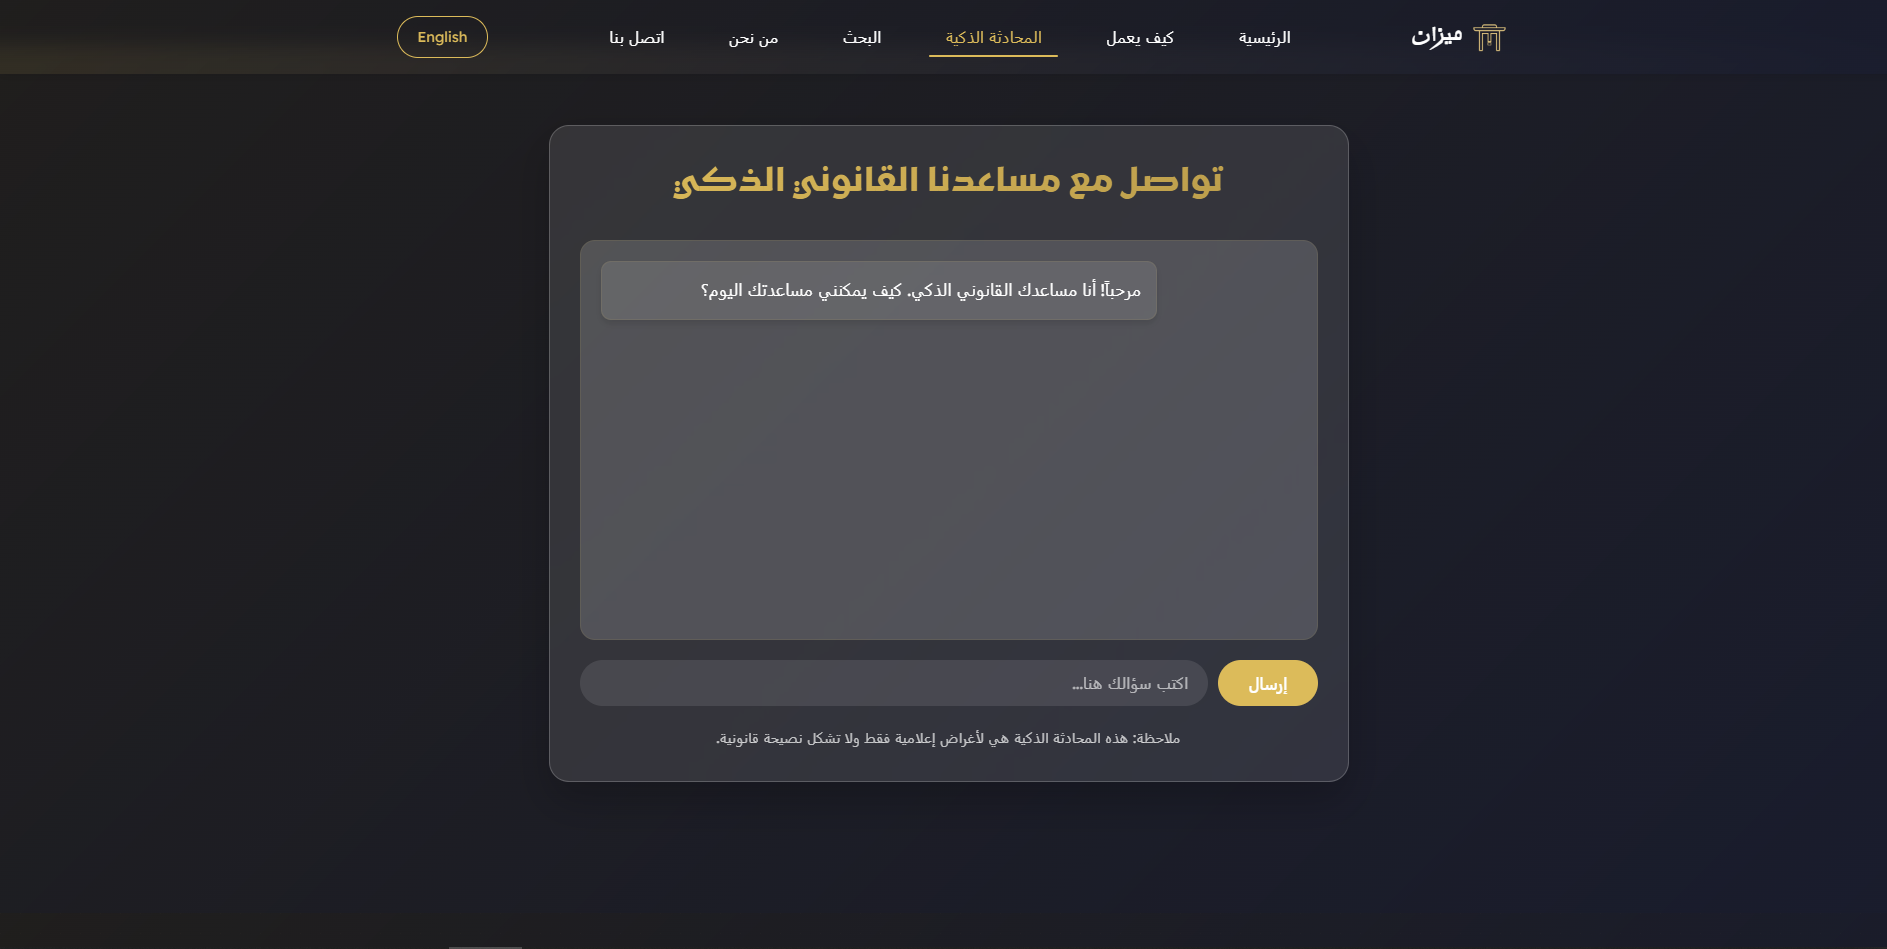 ميزان
الرئيسية
كيف يعمل
المحادثة الذكية
البحث
من نحن
اتصل بنا
English
تواصل مع مساعدنا القانوني الذكي
مرحباً! أنا مساعدك القانوني الذكي. كيف يمكنني مساعدتك اليوم؟
إرسال
اكتب سؤالك هنا...
ملاحظة: هذه المحادثة الذكية هي لأغراض إعلامية فقط ولا تشكل نصيحة قانونية.